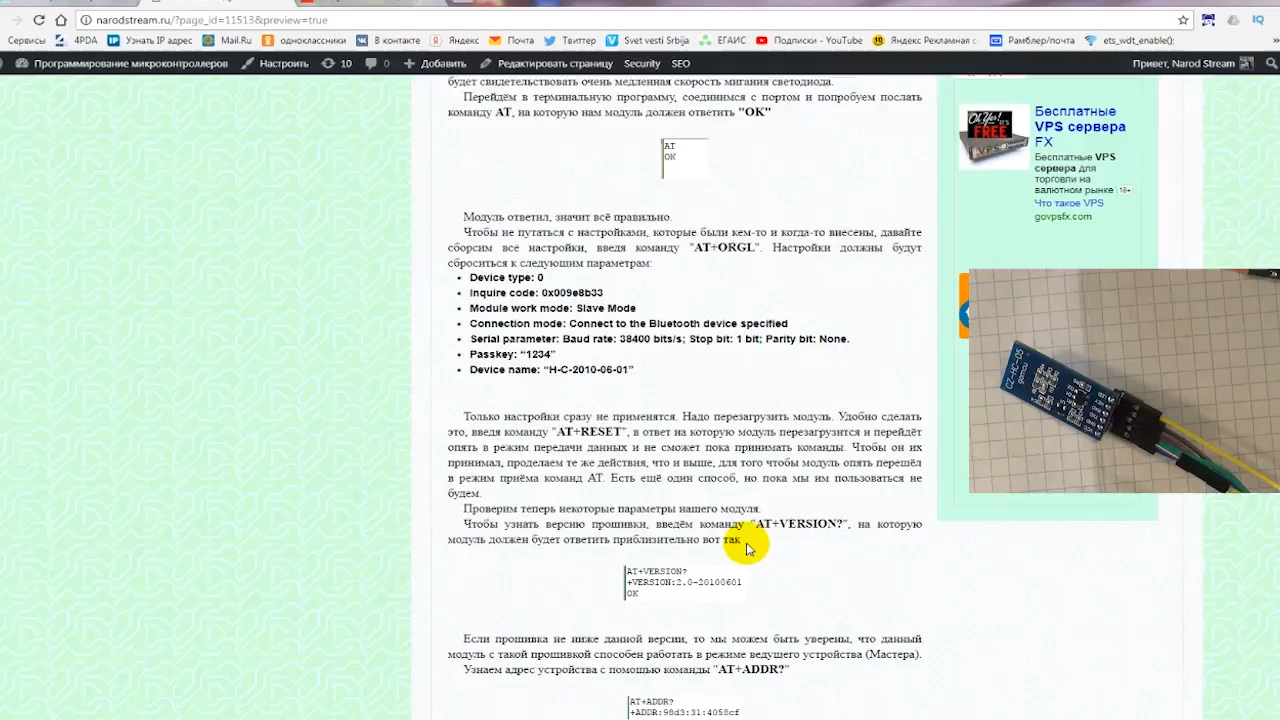 narodstream.ru/?page_id=11513&preview=true
Сервисы 4PDA Узнать IP адрес Mail.Ru одноклассники В контакте Яндекс Почта Твиттер Svet vesti Srbija ЕГАИС Подписки - YouTube Яндекс Рекламная с Рамблер/почта ets_wdt_enable();
Программирование микроконтроллеров Настроить 10 0 Добавить Редактировать страницу Security SEO Привет, Narod Stream
будет свидетельствовать очень медленная скорость мигания светодиода.
Перейдём в терминальную программу, соединимся с портом и попробуем послать
команду AT, на которую нам модуль должен ответить "OK"
AT
OK
Модуль ответил, значит всё правильно.
Чтобы не путаться с настройками, которые были кем-то и когда-то внесены, давайте
сборсим все настройки, введя команду "AT+ORGL". Настройки должны будут
сброситься к следующим параметрам:
• Device type: 0
• Inquire code: 0x009e8b33
• Module work mode: Slave Mode
• Connection mode: Connect to the Bluetooth device specified
• Serial parameter: Baud rate: 38400 bits/s; Stop bit: 1 bit; Parity bit: None.
• Passkey: “1234”
• Device name: “H-C-2010-06-01”
Только настройки сразу не применятся. Надо перезагрузить модуль. Удобно сделать
это, введя команду "AT+RESET", в ответ на которую модуль перезагрузится и перейдёт
опять в режим передачи данных и не сможет пока принимать команды. Чтобы он их
принимал, проделаем те же действия, что и выше, для того чтобы модуль опять перешёл
в режим приёма команд AT. Есть ещё один способ, но пока мы им пользоваться не
будем.
Проверим теперь некоторые параметры нашего модуля.
Чтобы узнать версию прошивки, введём команду "AT+VERSION?", на которую
модуль должен будет ответить приблизительно вот так
AT+VERSION?
+VERSION:2.0-20100601
OK
Если прошивка не ниже данной версии, то мы можем быть уверены, что данный
модуль с такой прошивкой способен работать в режиме ведущего устройства (Мастера).
Узнаем адрес устройства с помощью команды "AT+ADDR?"
AT+ADDR?
+ADDR:98d3:31:4058cf
Oh Yes!
IT'S
FREE
VPS
Бесплатные
VPS сервера
FX
Бесплатные VPS
сервера для
торговли на
валютном рынке 18+
Что такое VPS
govpsfx.com
CZ-HC-05